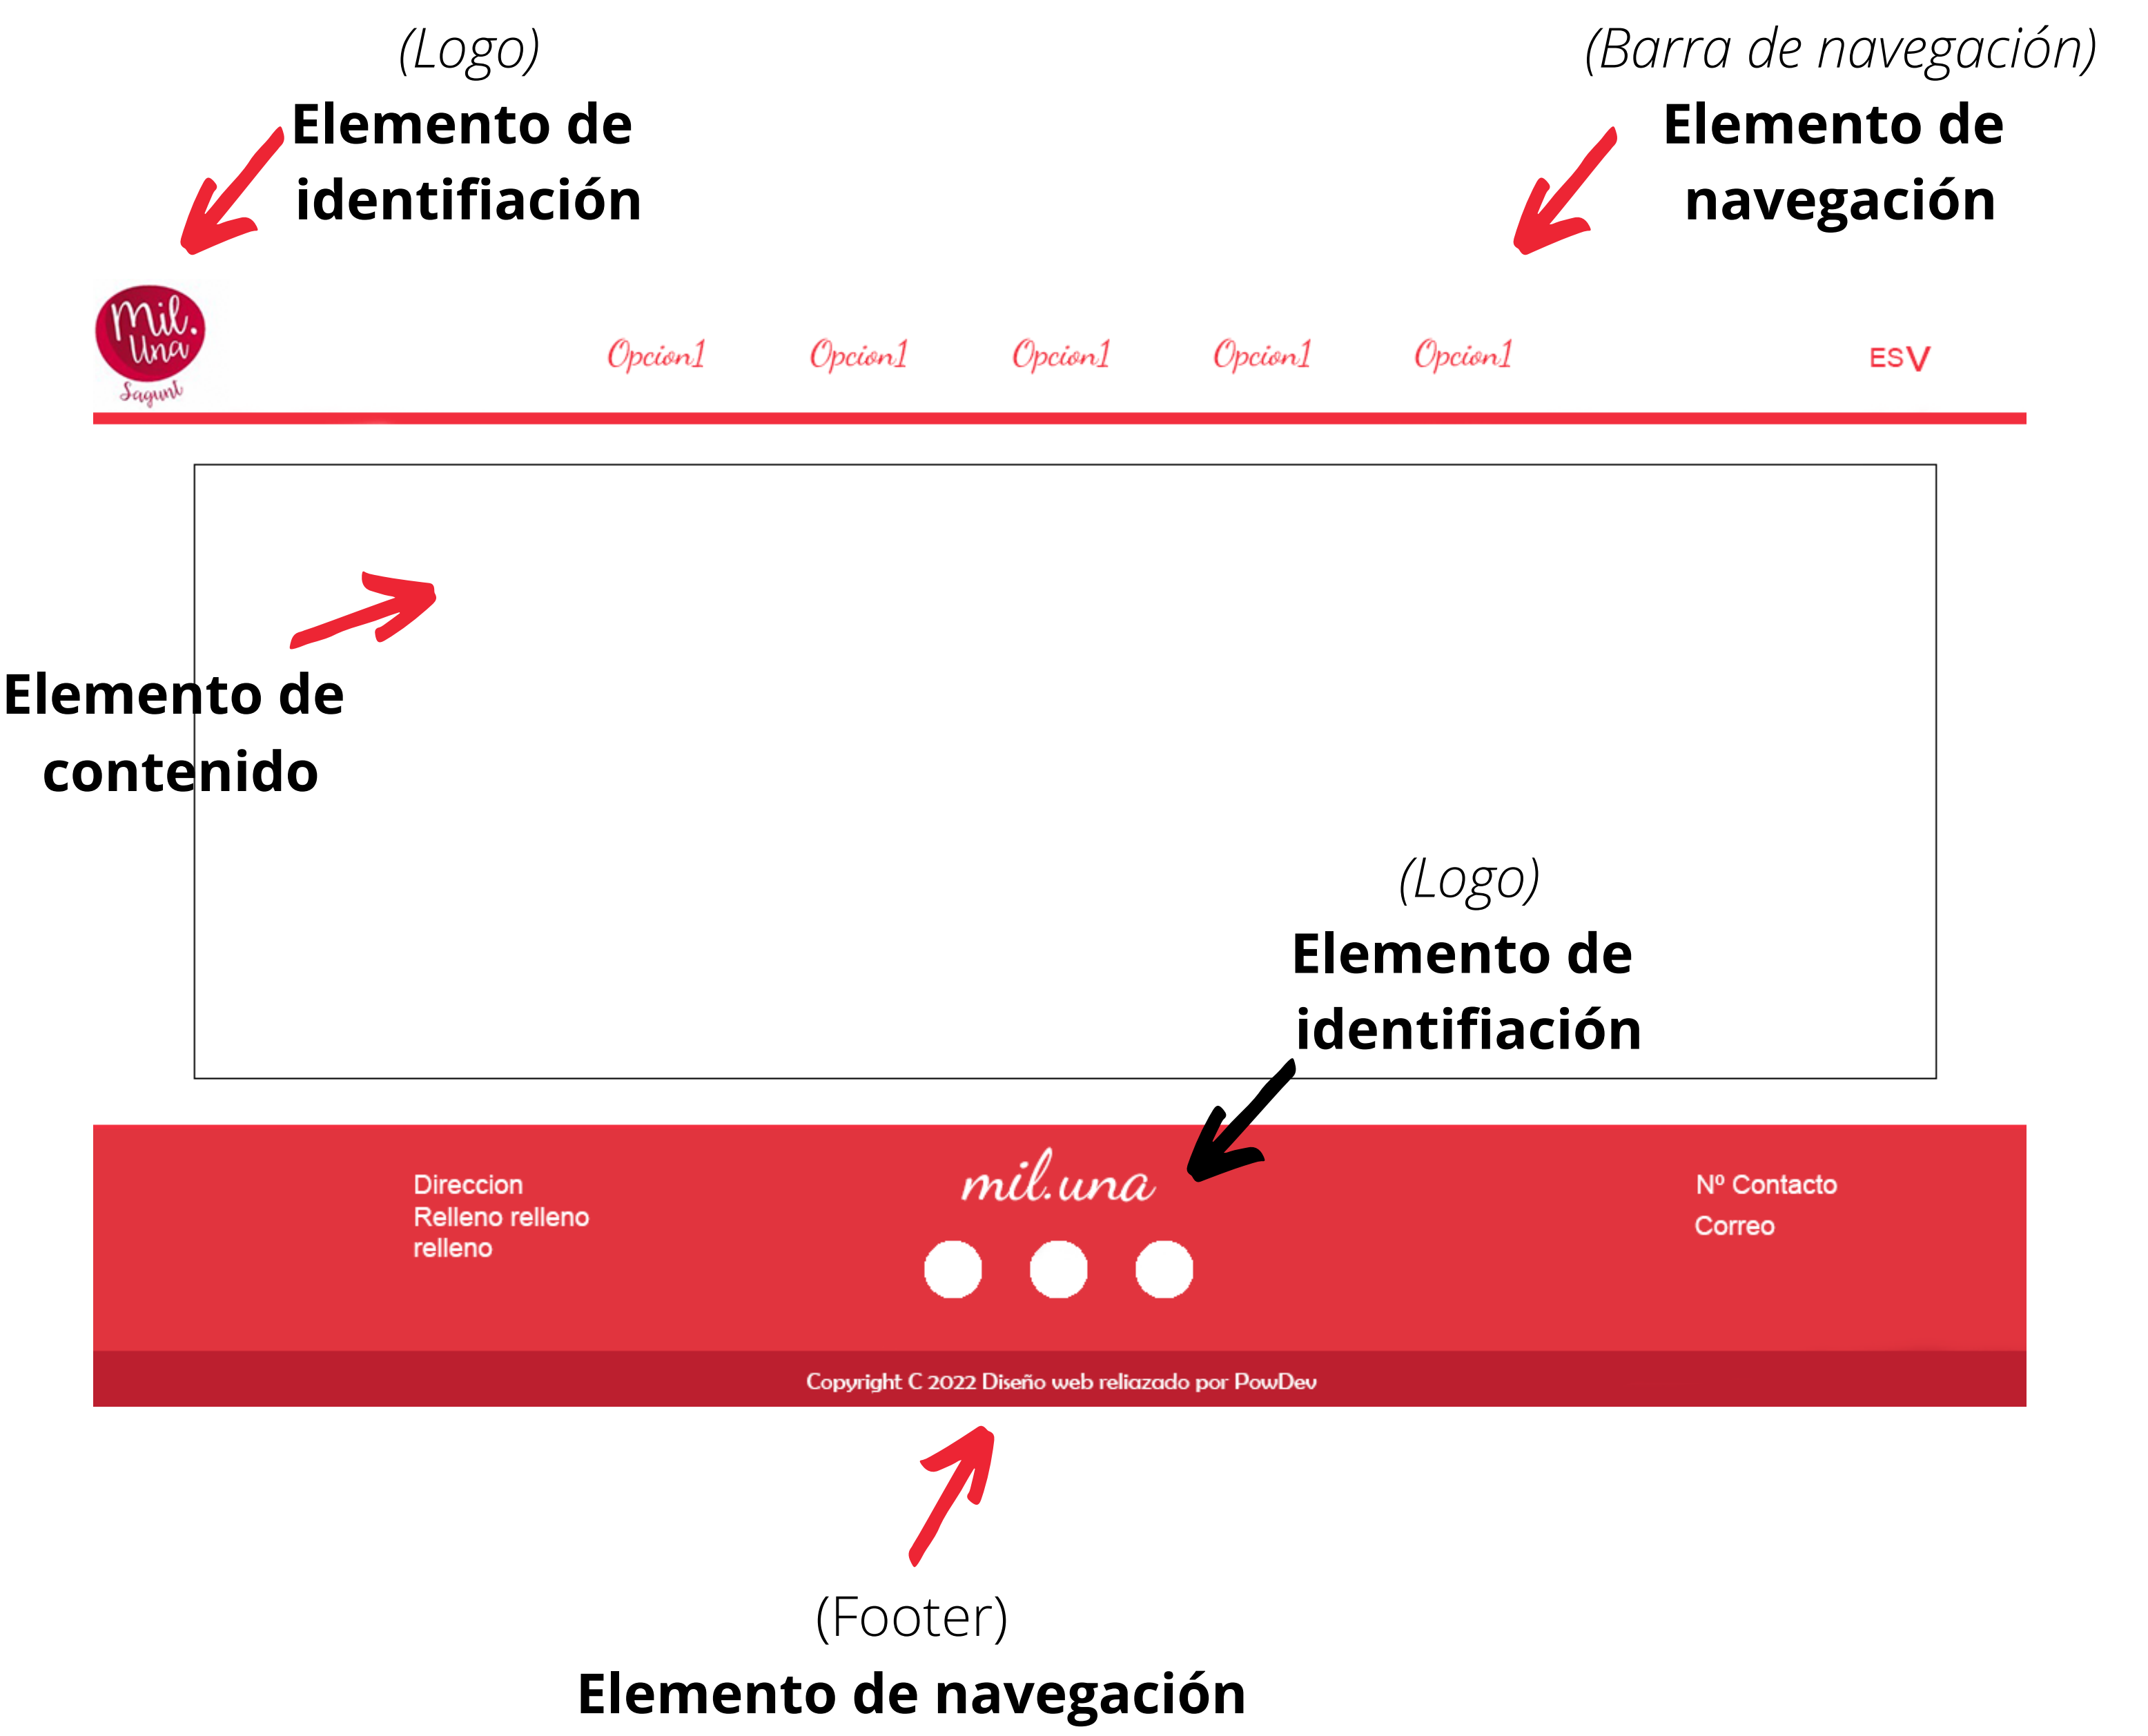 (Logo)
Elemento de
identifiación
(Barra de navegación)
Elemento de
navegación
Mil.
Una
Sagunt
Opcion1 Opcion1 Opcion1 Opcion1 Opcion1 ESV
Elemento de
contenido
(Logo)
Elemento de
identifiación
Direccion
Relleno relleno
relleno
mil.una
Nº Contacto
Correo
Copyright C 2022 Diseño web reliazado por PowDev
(Footer)
Elemento de navegación